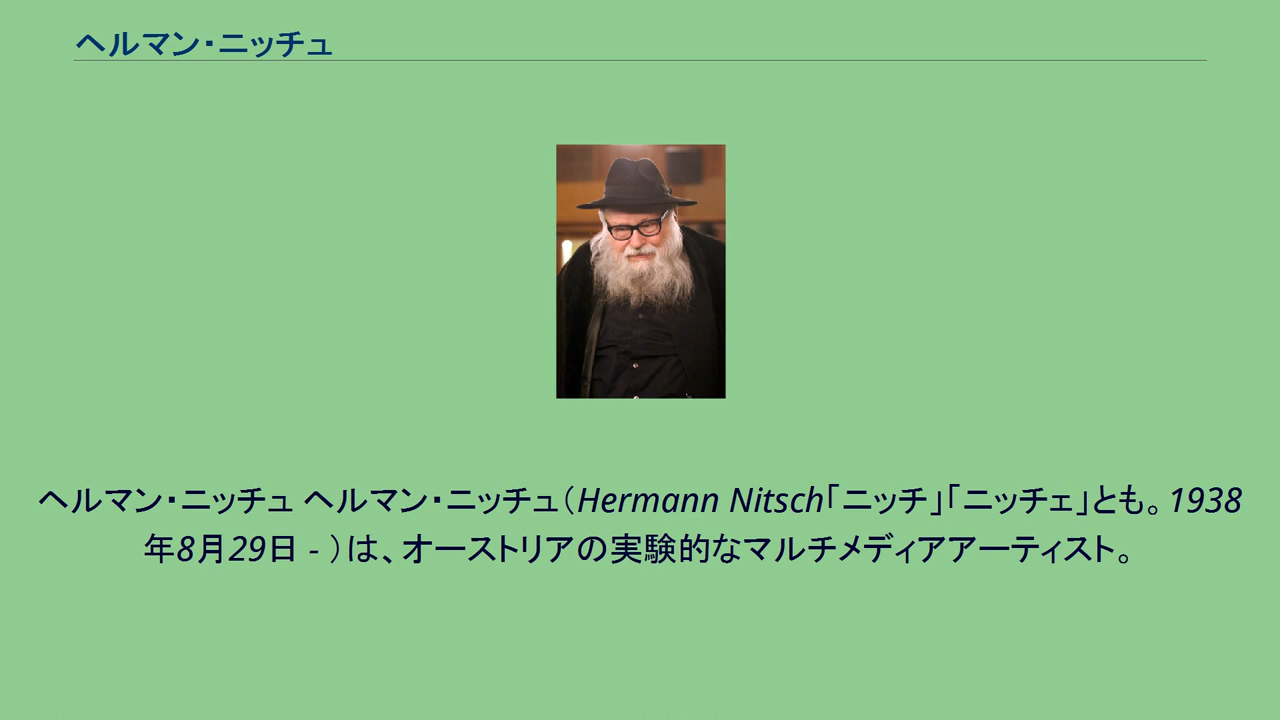 ヘルマン・ニッチュ
ヘルマン・ニッチュ ヘルマン・ニッチュ（Hermann Nitsch「ニッチ」「ニッチェ」とも。1938
年8月29日 - ）は、オーストリアの実験的なマルチメディアアーティスト。